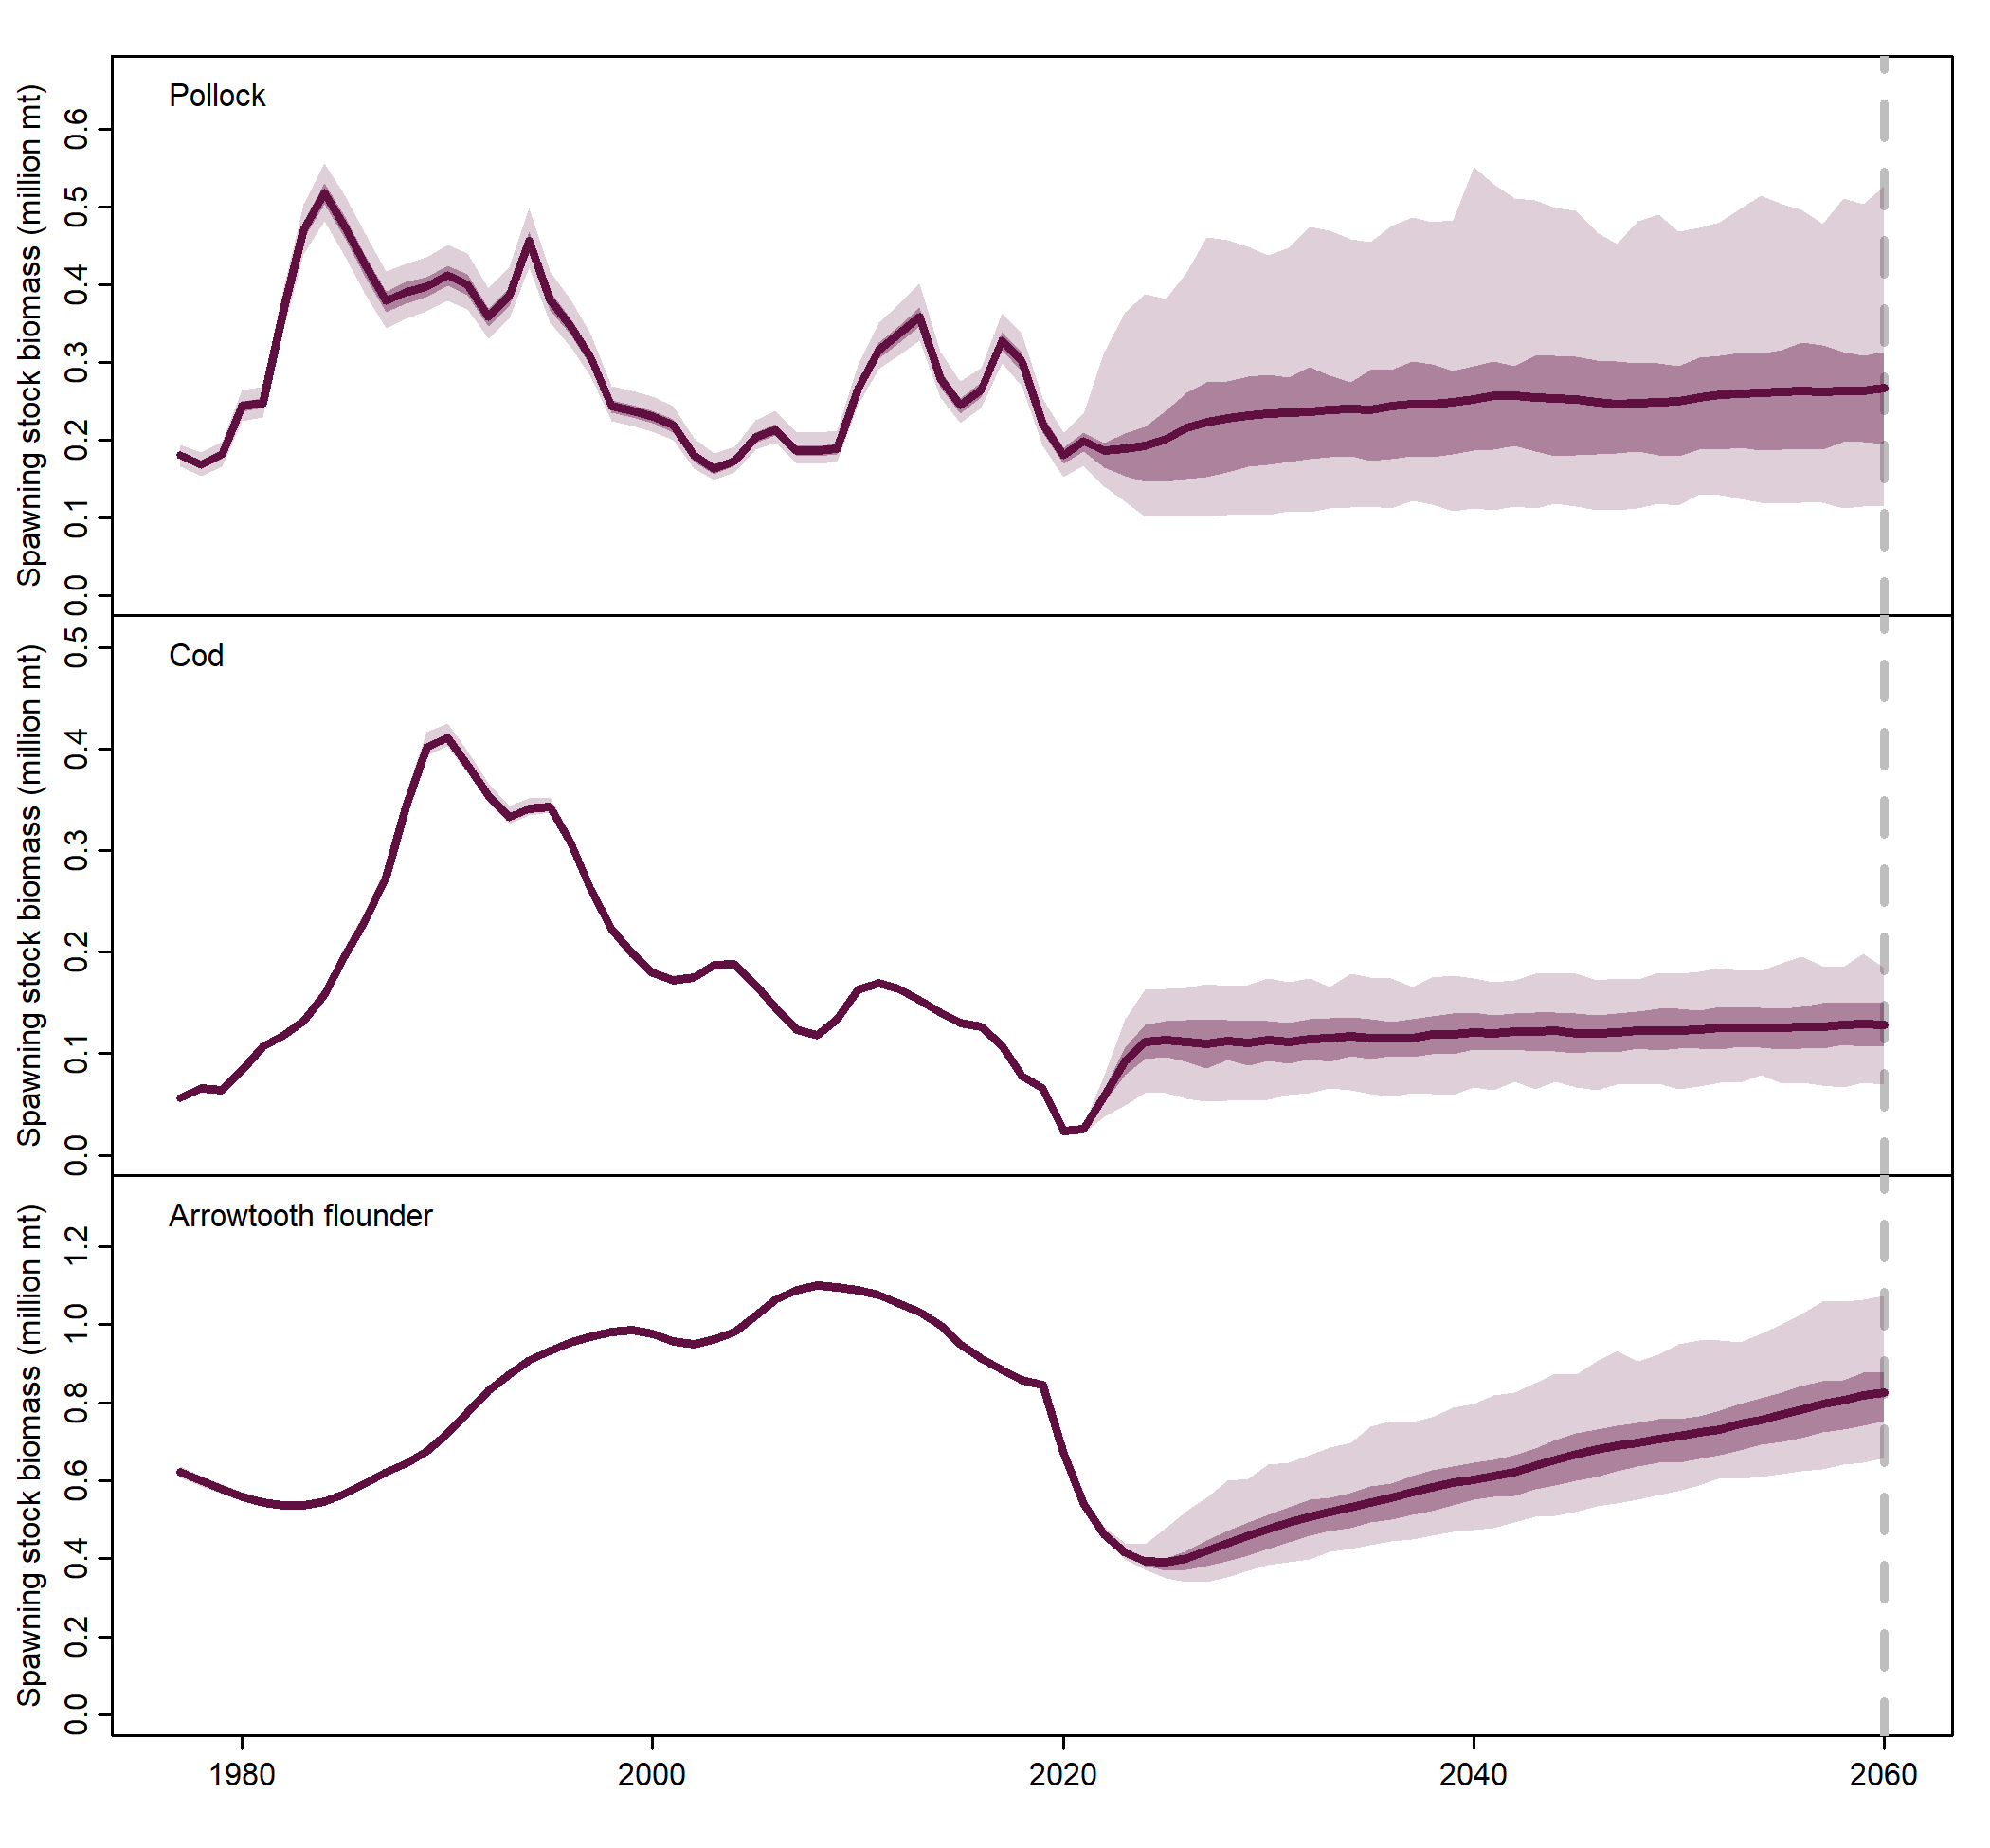 Pollock
Spawning stock biomass (million mt)
0.0 0.1 0.2 0.3 0.4 0.5 0.6
Cod
Spawning stock biomass (million mt)
0.0 0.1 0.2 0.3 0.4 0.5
Arrowtooth flounder
Spawning stock biomass (million mt)
0.0 0.2 0.4 0.6 0.8 1.0 1.2
1980 2000 2020 2040 2060